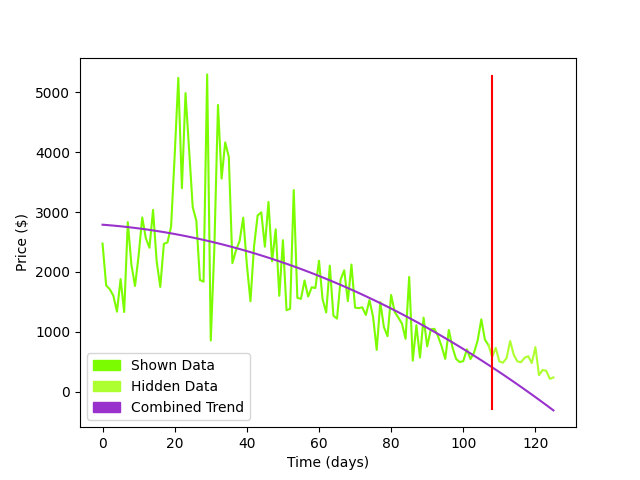 5000
4000
3000
2000
1000
0
Price ($)
Shown Data
Hidden Data
Combined Trend
0 20 40 60 80 100 120
Time (days)